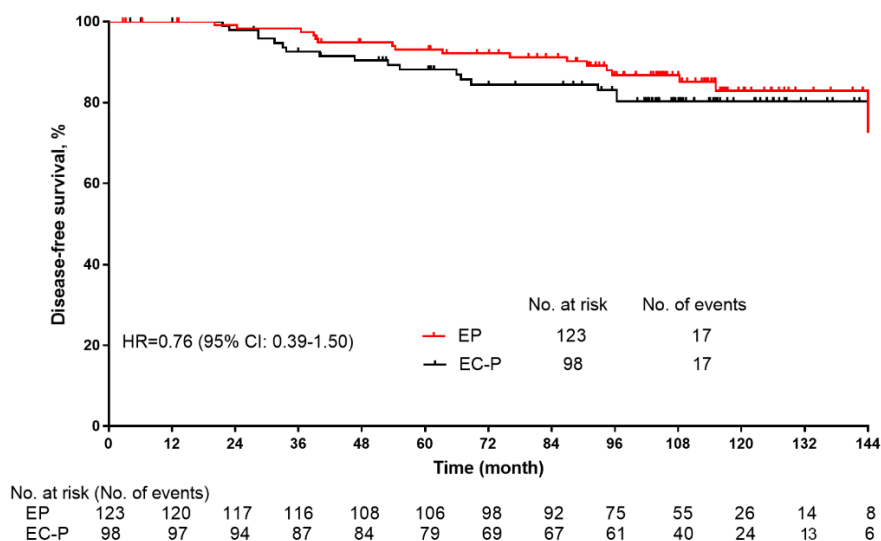 100
80
60
40
20
0
Disease-free survival, %
No. at risk No. of events
EP 123 17
EC-P 98 17
HR=0.76 (95% CI: 0.39-1.50)
0 12 24 36 48 60 72 84 96 108 120 132 144
Time (month)
No. at risk (No. of events)
EP 123 120 117 116 108 106 98 92 75 55 26 14 8
EC-P 98 97 94 87 84 79 69 67 61 40 24 13 6